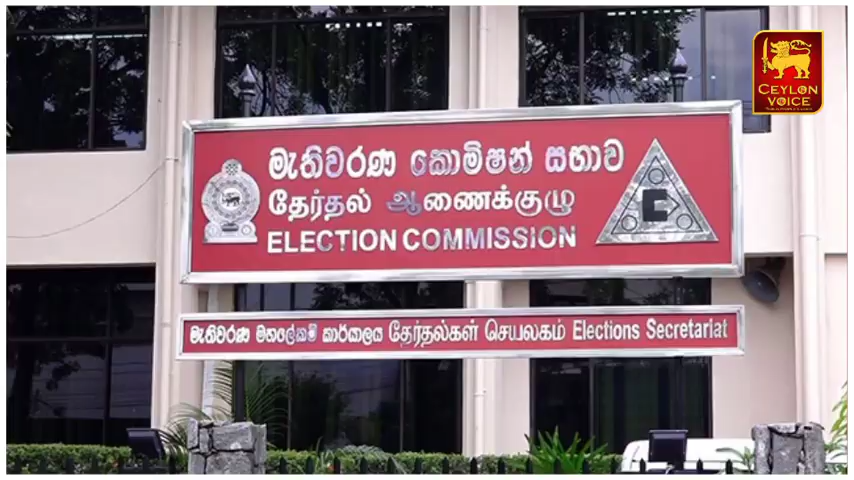 CEYLON
VOICE
මැතිවරණ කොමිෂන් සභාව
தேர்தல் ஆணைக்குழு
ELECTION COMMISSION
E
මැතිවරණ මහලේකම් කාර්යාලය தேர்தல்கள் செயலகம் Elections Secretariat